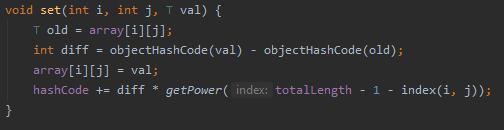 void set(int i, int j, T val) {
T old = array[i][j];
int diff = objectHashCode(val) - objectHashCode(old);
array[i][j] = val;
hashCode += diff * getPower( index: totalLength - 1 - index(i, j));
}